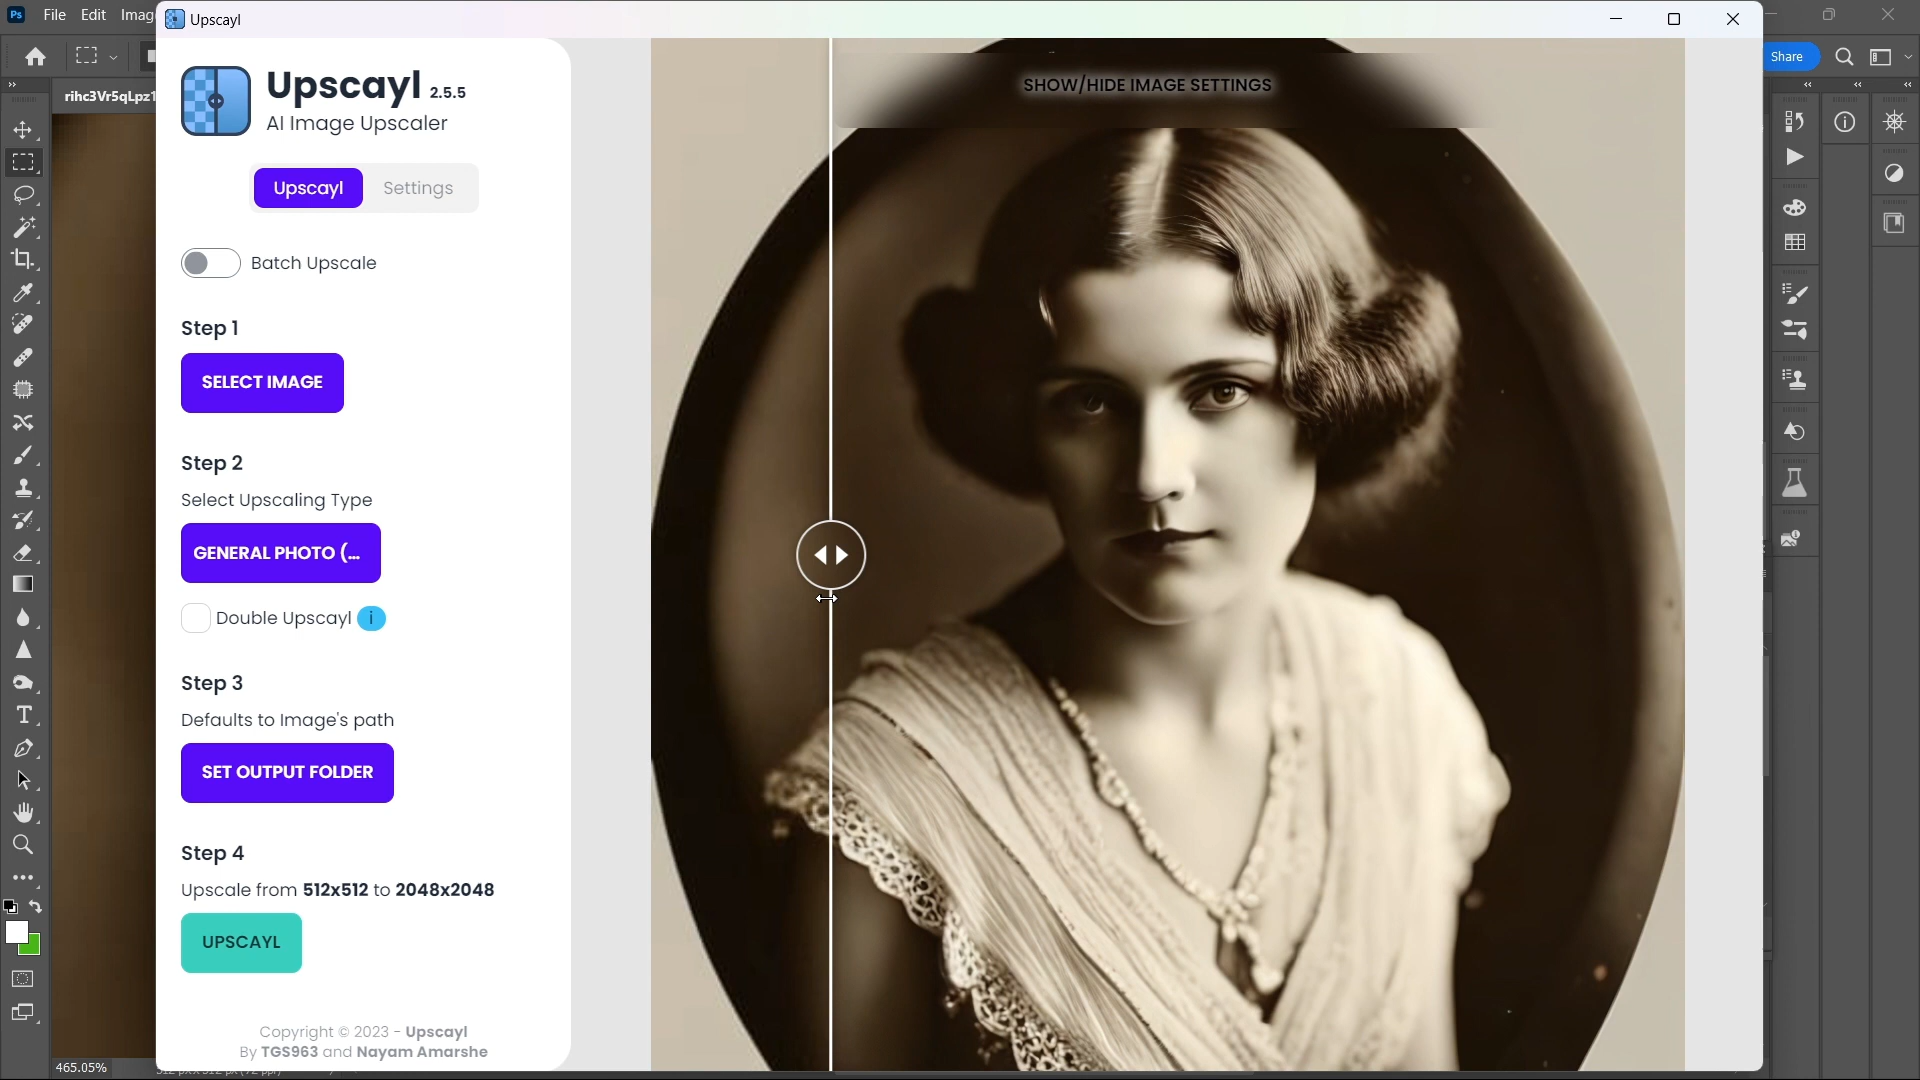 Ps File Edit
Upscayl
Share
rihc3Vr5qLpz1
Upscayl 2.5.5
AI Image Upscaler
Upscayl Settings
Batch Upscale
Step 1
SELECT IMAGE
Step 2
Select Upscaling Type
GENERAL PHOTO (...
Double Upscayl i
Step 3
Defaults to Image's path
SET OUTPUT FOLDER
Step 4
Upscale from 512x512 to 2048x2048
UPSCAYL
Copyright © 2023 - Upscayl
By TGS963 and Nayam Amarshe
SHOW/HIDE IMAGE SETTINGS
465.05%